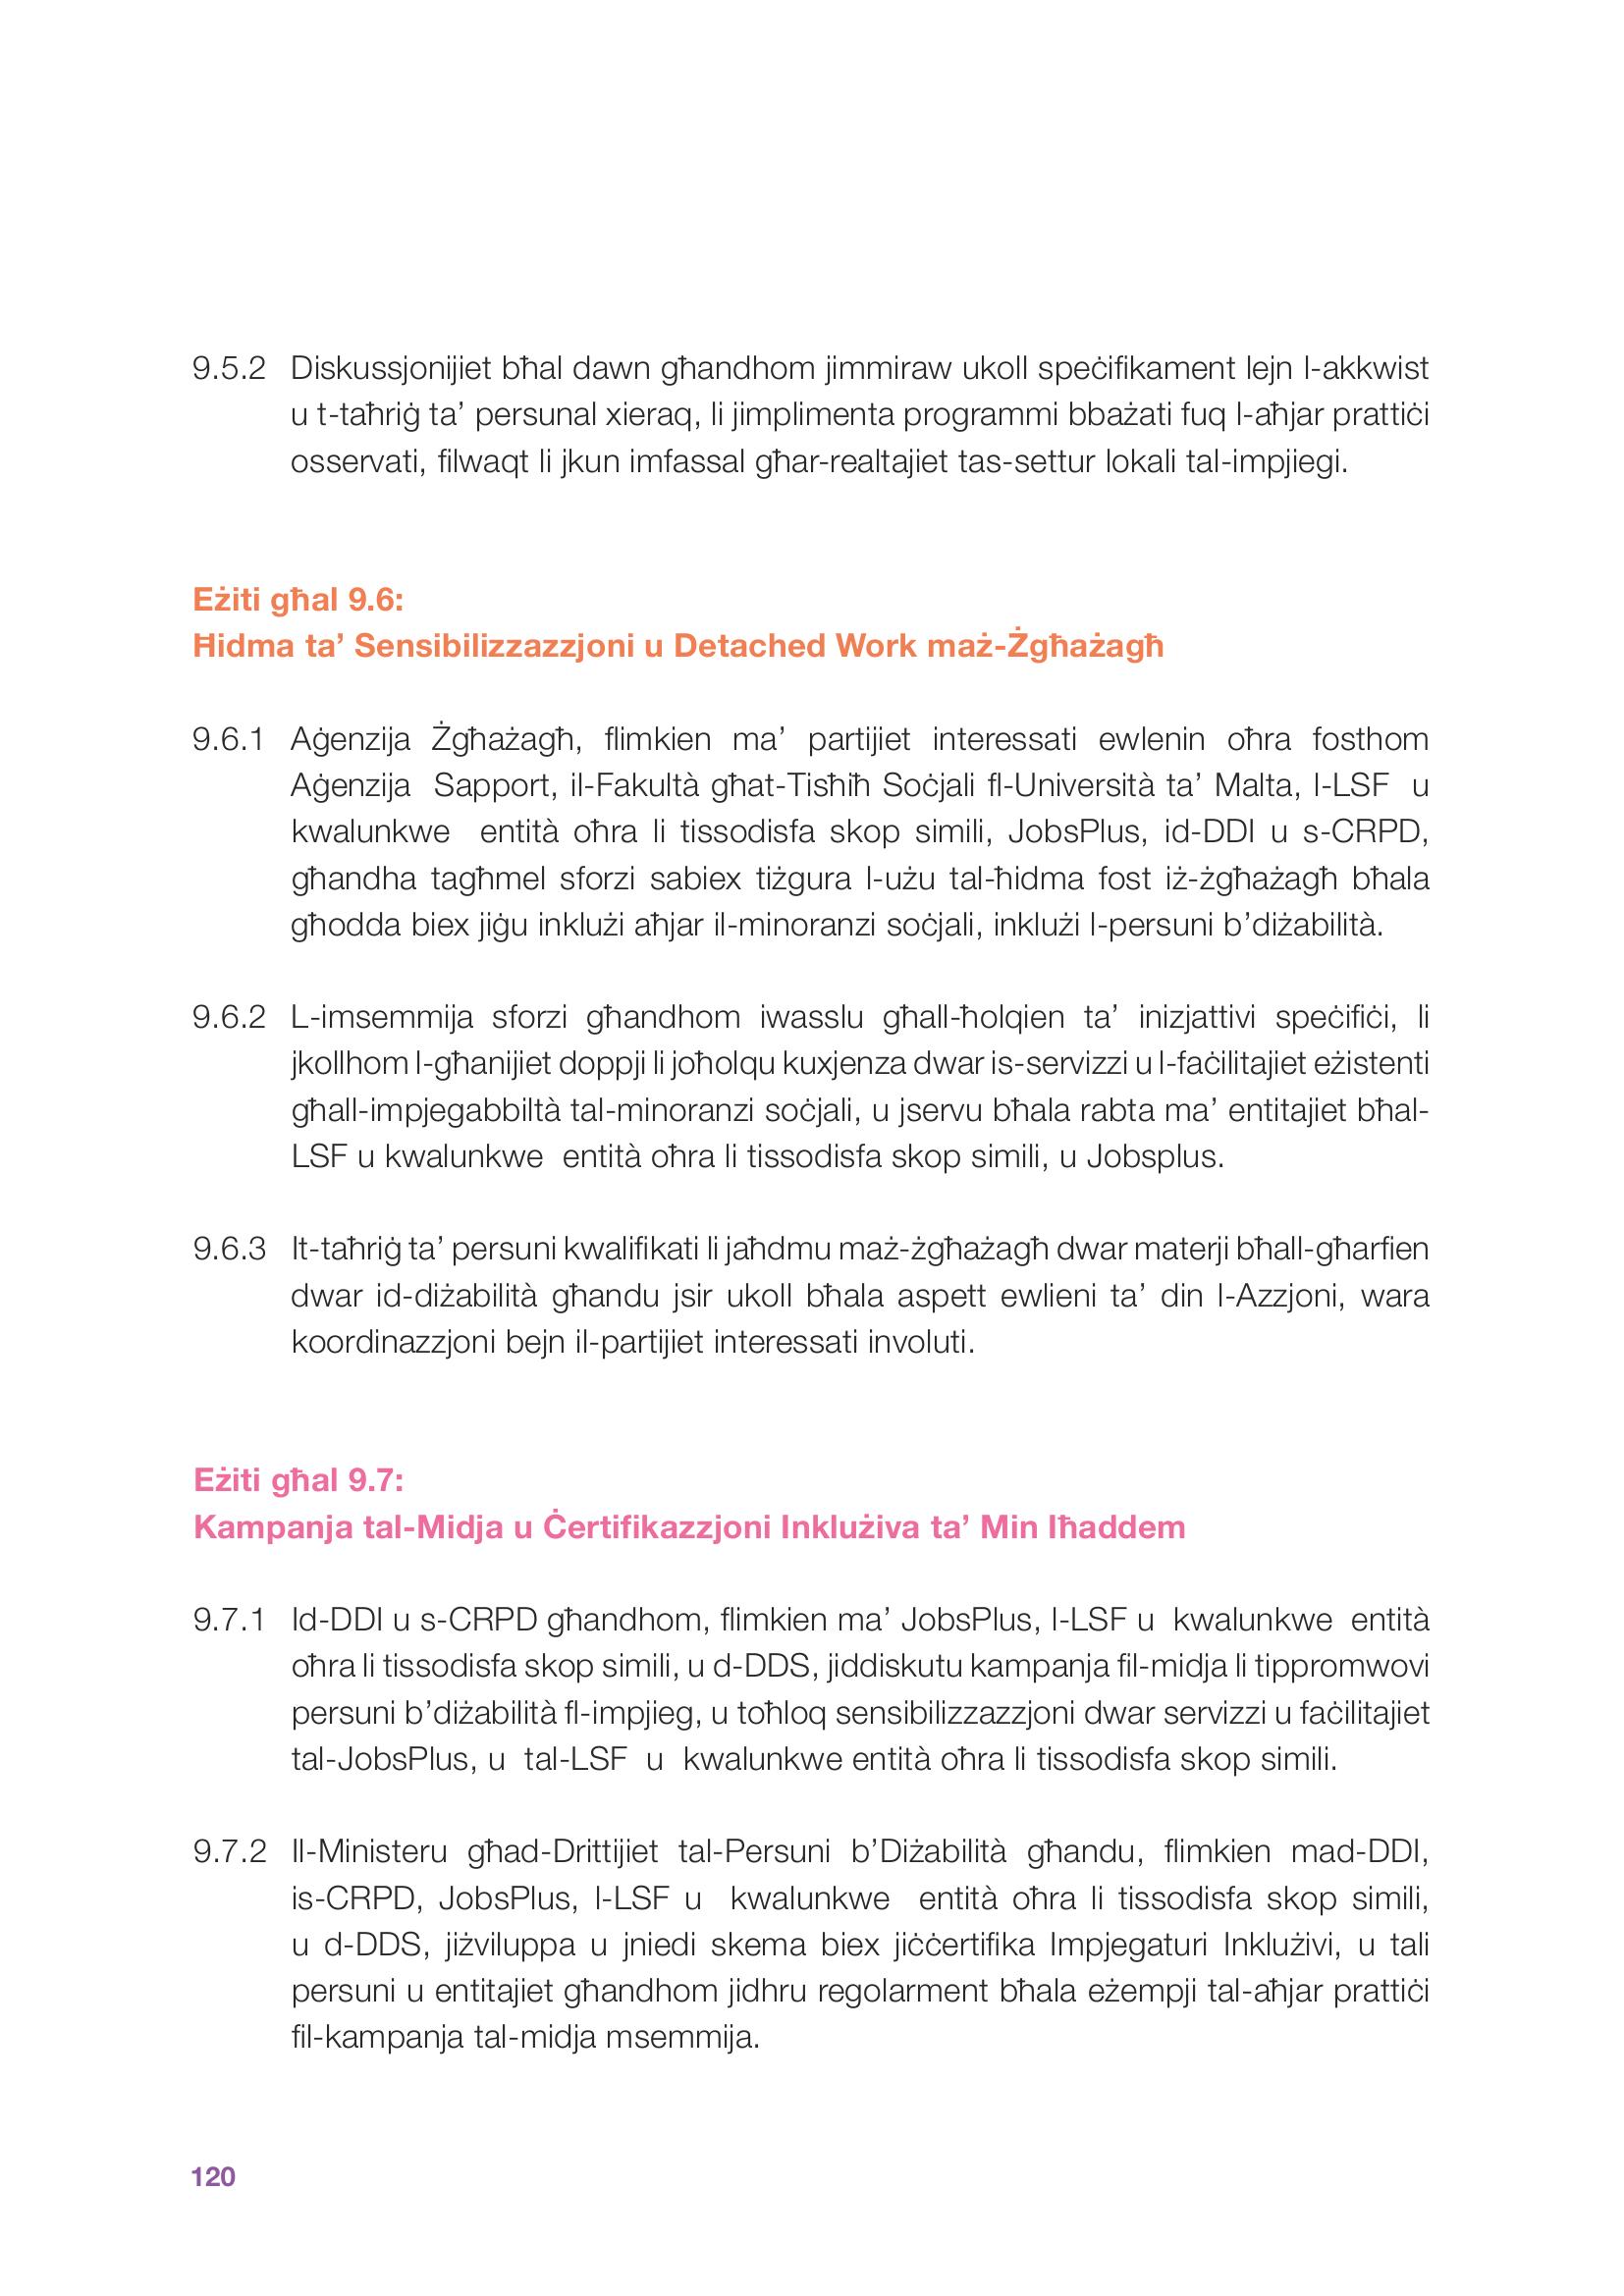 9.5.2 Diskussjonijiet bħal dawn għandhom jimmiraw ukoll speċifikament lejn l-akkwist
u t-taħriġ ta’ persunal xieraq, li jimplimenta programmi bbażati fuq l-aħjar prattiċi
osservati, filwaqt li jkun imfassal għar-realtajiet tas-settur lokali tal-impjiegi.
Eżiti għal 9.6:
Ħidma ta’ Sensibilizzazzjoni u Detached Work maż-Żgħażagħ
9.6.1 Aġenzija Żgħażagħ, flimkien ma’ partijiet interessati ewlenin oħra fosthom
Aġenzija Sapport, il-Fakultà għat-Tisħiħ Soċjali fl-Università ta’ Malta, l-LSF u
kwalunkwe entità oħra li tissodisfa skop simili, JobsPlus, id-DDI u s-CRPD,
għandha tagħmel sforzi sabiex tiżgura l-użu tal-ħidma fost iż-żgħażagħ bħala
għodda biex jiġu inklużi aħjar il-minoranzi soċjali, inklużi l-persuni b’diżabilità.
9.6.2 L-imsemmija sforzi għandhom iwasslu għall-ħolqien ta’ inizjattivi speċifiċi, li
jkollhom l-għanijiet doppji li joħolqu kuxjenza dwar is-servizzi u l-faċilitajiet eżistenti
għall-impjegabbiltà tal-minoranzi soċjali, u jservu bħala rabta ma’ entitajiet bħal-
LSF u kwalunkwe entità oħra li tissodisfa skop simili, u Jobsplus.
9.6.3 It-taħriġ ta’ persuni kwalifikati li jaħdmu maż-żgħażagħ dwar materji bħall-għarfien
dwar id-diżabilità għandu jsir ukoll bħala aspett ewlieni ta’ din l-Azzjoni, wara
koordinazzjoni bejn il-partijiet interessati involuti.
Eżiti għal 9.7:
Kampanja tal-Midja u Ċertifikazzjoni Inklużiva ta’ Min Iħaddem
9.7.1 Id-DDI u s-CRPD għandhom, flimkien ma’ JobsPlus, l-LSF u kwalunkwe entità
oħra li tissodisfa skop simili, u d-DDS, jiddiskutu kampanja fil-midja li tippromwovi
persuni b’diżabilità fl-impjieg, u toħloq sensibilizzazzjoni dwar servizzi u faċilitajiet
tal-JobsPlus, u tal-LSF u kwalunkwe entità oħra li tissodisfa skop simili.
9.7.2 Il-Ministeru għad-Drittijiet tal-Persuni b’Diżabilità għandu, flimkien mad-DDI,
is-CRPD, JobsPlus, l-LSF u kwalunkwe entità oħra li tissodisfa skop simili,
u d-DDS, jiżviluppa u jniedi skema biex jiċċertifika Impjegaturi Inklużivi, u tali
persuni u entitajiet għandhom jidhru regolarment bħala eżempji tal-aħjar prattiċi
fil-kampanja tal-midja msemmija.
120